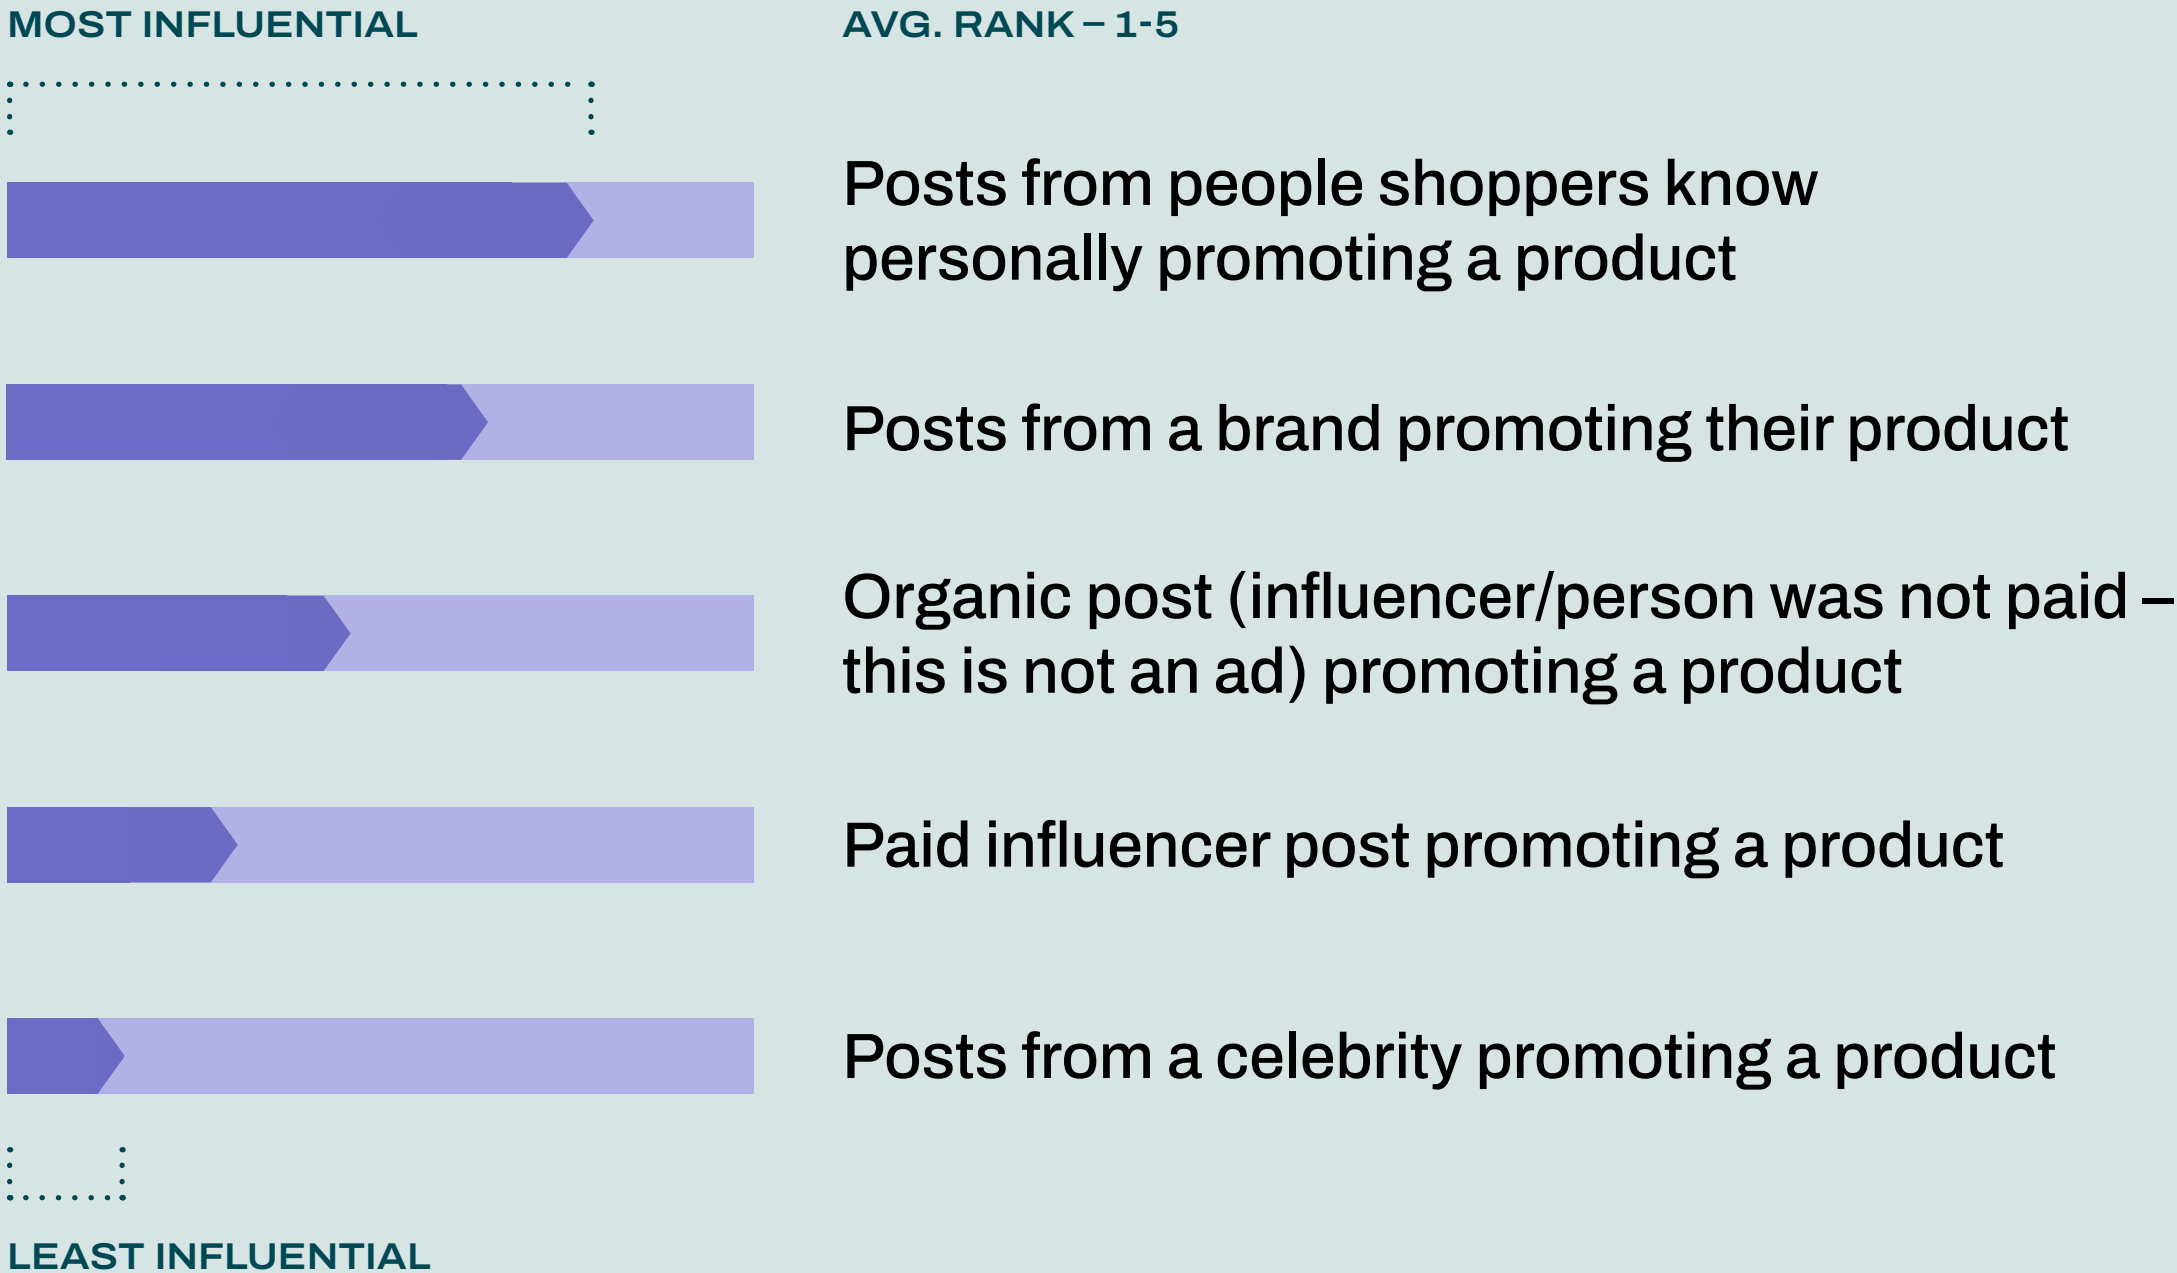 MOST INFLUENTIAL
AVG. RANK – 1-5
Posts from people shoppers know
personally promoting a product
Posts from a brand promoting their product
Organic post (influencer/person was not paid –
this is not an ad) promoting a product
Paid influencer post promoting a product
Posts from a celebrity promoting a product
LEAST INFLUENTIAL